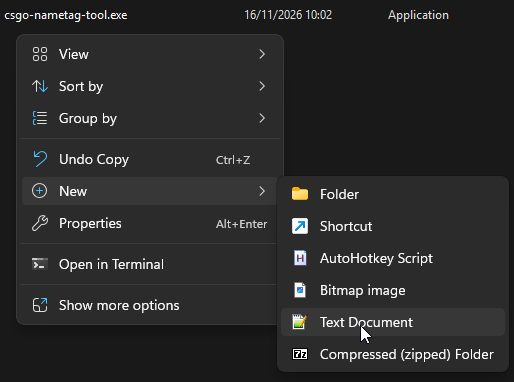 csgo-nametag-tool.exe 16/11/2026 10:02 Application
View
Sort by
Group by
Undo Copy Ctrl+Z
New
Properties Alt+Enter
Open in Terminal
Show more options
Folder
Shortcut
AutoHotkey Script
Bitmap image
Text Document
Compressed (zipped) Folder